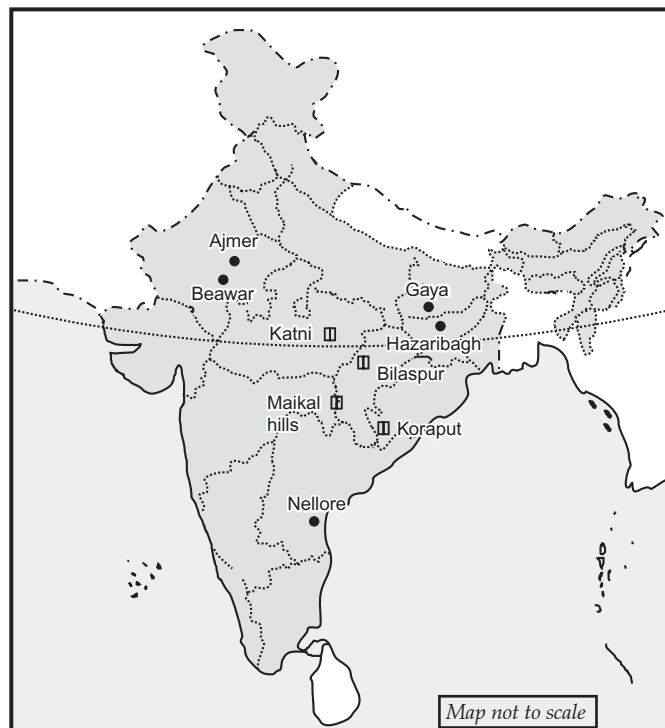 Ajmer
Beawar
Gaya
Katni
Hazaribagh
Bilaspur
Maikal
hills
Koraput
Nellore
Map not to scale